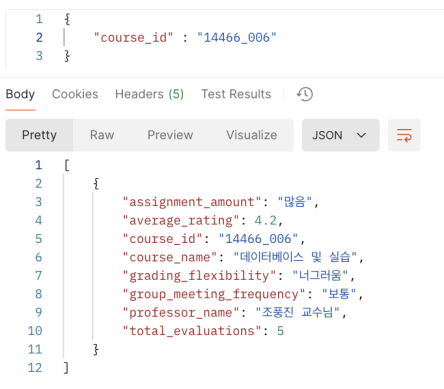 1 {
2 "course_id" : "14466_006"
3 }
Body Cookies Headers (5) Test Results
Pretty Raw Preview Visualize JSON
1 [
2 {
3 "assignment_amount": "많음",
4 "average_rating": 4.2,
5 "course_id": "14466_006",
6 "course_name": "데이터베이스 및 실습",
7 "grading_flexibility": "너그러움",
8 "group_meeting_frequency": "보통",
9 "professor_name": "조풍진 교수님",
10 "total_evaluations": 5
11 }
12 ]